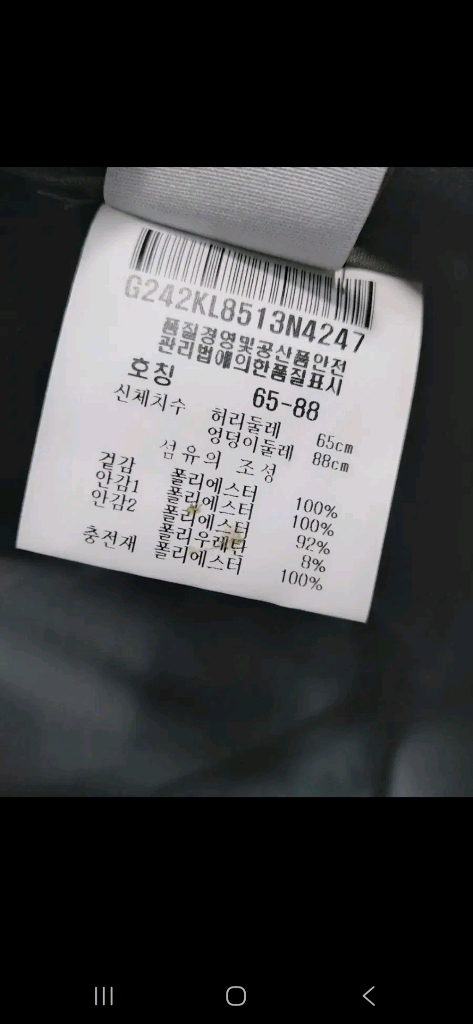 G242KL8513N4247
품질경영및공산품안전
관리법에의한품질표시
호칭 65-88
신체치수 허리둘레 65cm
엉덩이둘레 88cm
섬유의 조성
겉감 폴리에스터 100%
안감1 폴리에스터 100%
안감2 폴리에스터 92%
폴리우레탄 8%
충전재 폴리에스터 100%